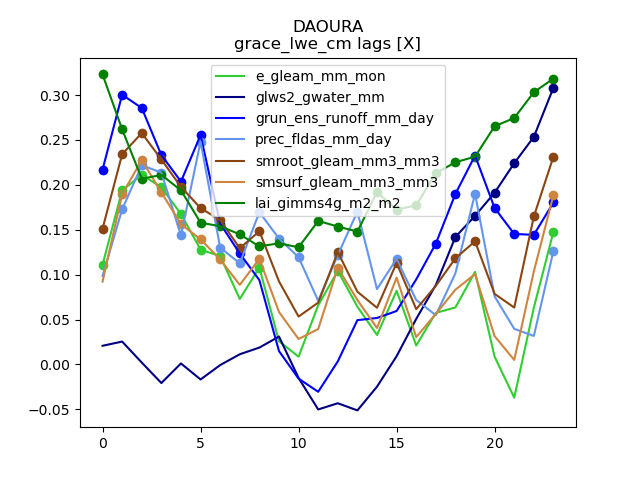 DAOURA
grace_lwe_cm lags [X]
e_gleam_mm_mon
glws2_gwater_mm
grun_ens_runoff_mm_day
prec_fldas_mm_day
smroot_gleam_mm3_mm3
smsurf_gleam_mm3_mm3
lai_gimms4g_m2_m2
0.30
0.25
0.20
0.15
0.10
0.05
0.00
−0.05
0 5 10 15 20